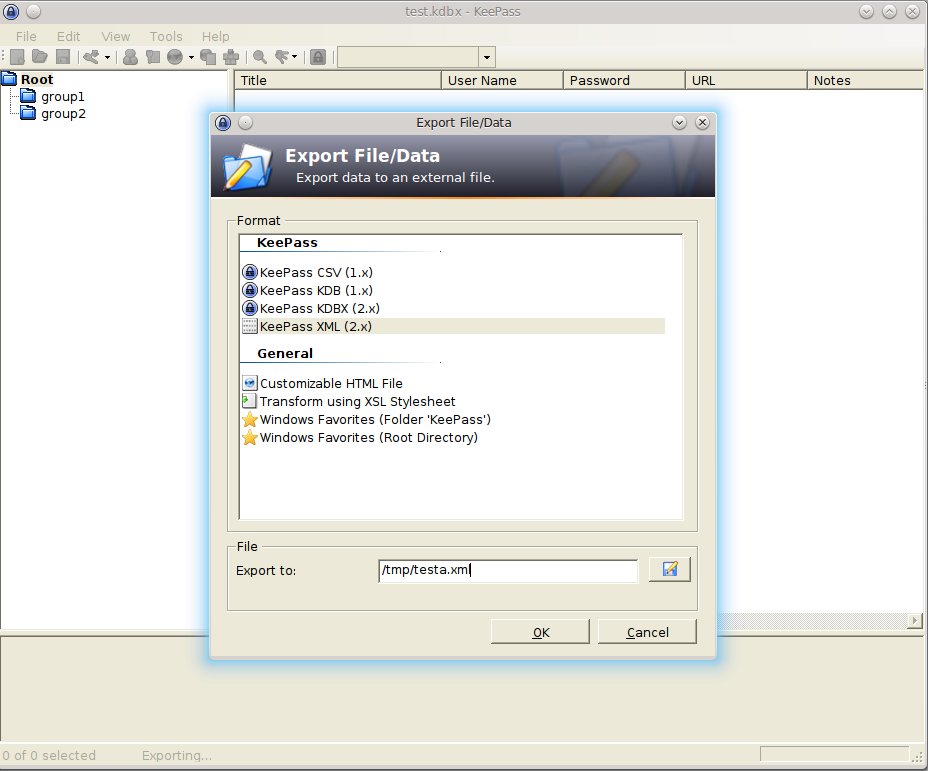 test.kdbx - KeePass
File Edit View Tools Help
Root
group1
group2
Title User Name Password URL Notes
Export File/Data
Export File/Data
Export data to an external file.
Format
KeePass
KeePass CSV (1.x)
KeePass KDB (1.x)
KeePass KDBX (2.x)
KeePass XML (2.x)
General
Customizable HTML File
Transform using XSL Stylesheet
Windows Favorites (Folder 'KeePass')
Windows Favorites (Root Directory)
File
Export to: /tmp/testa.xml
OK Cancel
0 of 0 selected Exporting...